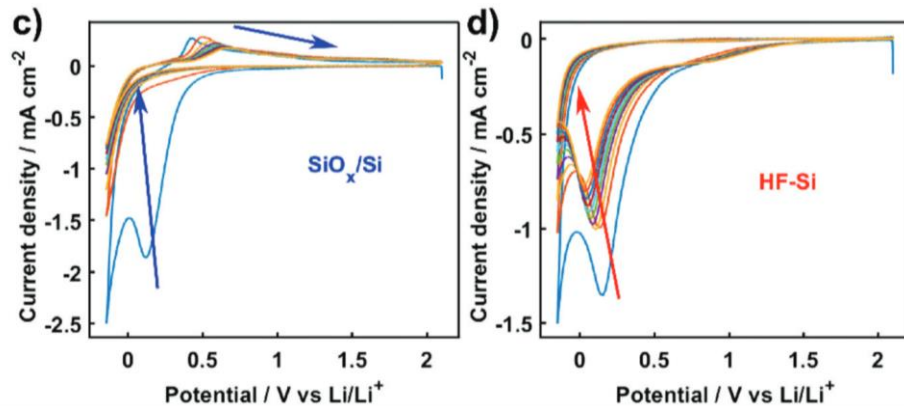 c)
Current density / mA cm⁻²
0
-0.5
-1
-1.5
-2
-2.5
SiOₓ/Si
0 0.5 1 1.5 2
Potential / V vs Li/Li⁺
d)
Current density / mA cm⁻²
0
-0.5
-1
-1.5
HF-Si
0 0.5 1 1.5 2
Potential / V vs Li/Li⁺